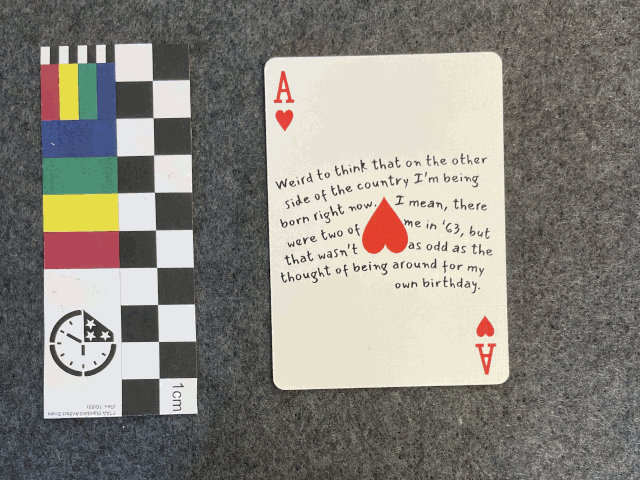 A
Weird to think that on the other
side of the country I'm being
born right now. I mean, there
were two of me in '63, but
that wasn't as odd as the
thought of being around for my
own birthday.
A
1cm